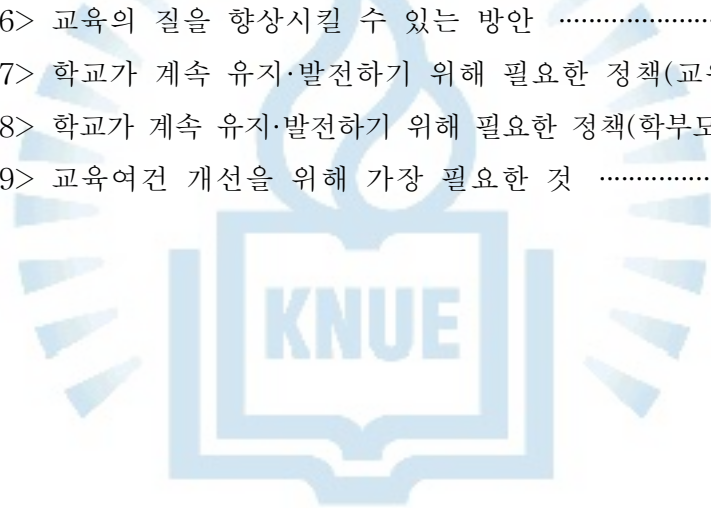 6> 교육의 질을 향상시킬 수 있는 방안 ························
7> 학교가 계속 유지·발전하기 위해 필요한 정책(교
8> 학교가 계속 유지·발전하기 위해 필요한 정책(학부
9> 교육여건 개선을 위해 가장 필요한 것 ·················
KNUE